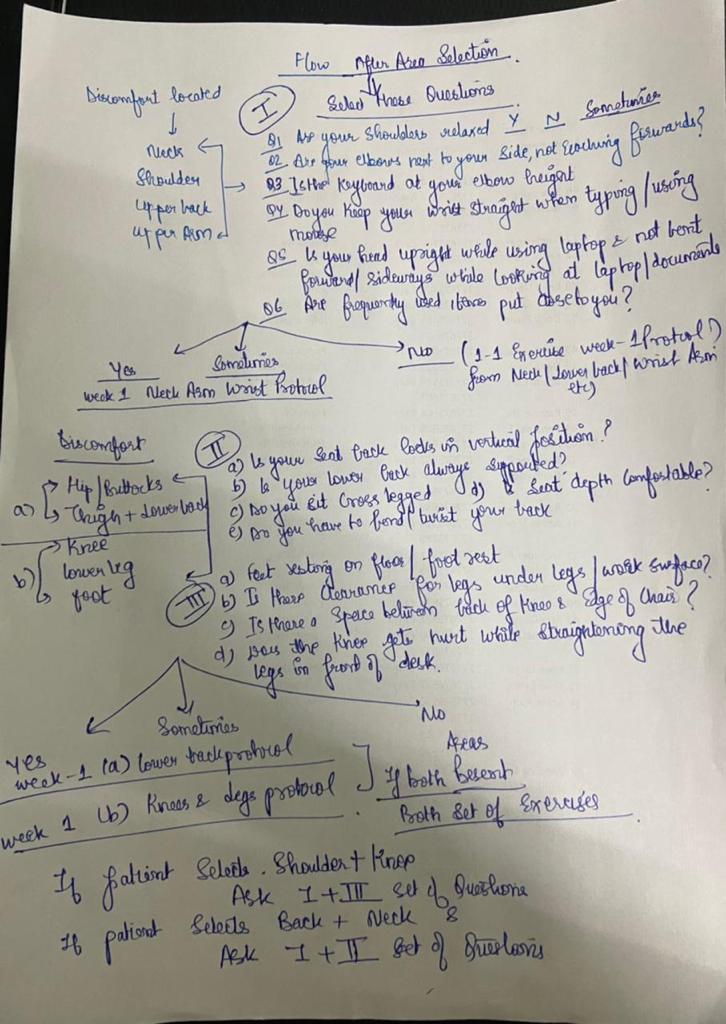 Flow After Area Selection
Select these Questions
Discomfort located
Neck
Shoulder
Upper back
Upper Arm
I
Y N Sometimes
Q1 Are your Shoulders relaxed
Q2 Are your elbows next to your side, not reaching forwards?
Q3 Is the Keyboard at your elbow height
Q4 Do you Keep your wrist straight when typing/using
mouse
Q5 Is your head upright while using laptop & not bent
forward/sideways while looking at laptop/documents
Q6 Are frequently used items put close to you?
Yes
Sometimes
week 1 Neck Arm Wrist Protocol
No (1-1 Exercise week-1 Protocol)
from Neck/Lower back/Wrist Arm
etc)
Discomfort
a) Hip/Buttocks
Thigh + Lower back
b) Knee
lower leg
foot
II
a) Is your Seat back locks in vertical position?
b) Is your lower back always supported?
c) Do you sit Cross legged d) Is Seat depth Comfortable?
e) Do you have to bend/twist your back
III
a) Feet resting on floor/foot rest
b) Is there clearance for legs under legs/work surface?
c) Is there a Space between back of Knee & Edge of Chair?
d) Does the Knee gets hurt while straightening the
legs in front of desk.
Yes
Sometimes
No
week-1 (a) lower back protocol
week 1 (b) Knees & legs protocol
Areas
If both present
Both Set of Exercises
If patient Selects Shoulder + Knee
Ask I + III set of Questions
If patient Selects Back + Neck &
Ask I + II set of Questions